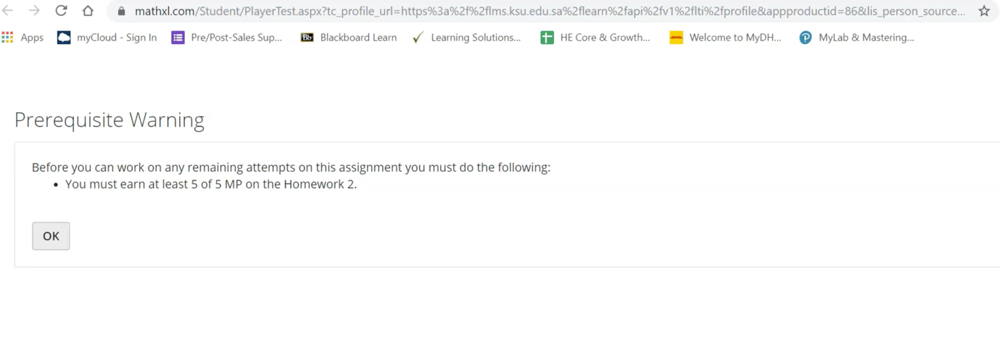 mathxl.com/Student/PlayerTest.aspx?tc_profile_url=https%3a%2f%2flms.ksu.edu.sa%2flearn%2fapi%2fv1%2flti%2fprofile&appproductid=86&lis_person_source...
Apps myCloud - Sign In Pre/Post-Sales Sup... Bb Blackboard Learn Learning Solutions... HE Core & Growth... Welcome to MyDH... P MyLab & Mastering...
Prerequisite Warning
Before you can work on any remaining attempts on this assignment you must do the following:
• You must earn at least 5 of 5 MP on the Homework 2.
OK